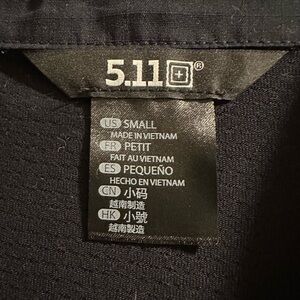 5.11®
US SMALL
MADE IN VIETNAM
FR PETIT
FAIT AU VIETNAM
ES PEQUEÑO
HECHO EN VIETNAM
CN 小码
越南制造
HK 小號
越南製造